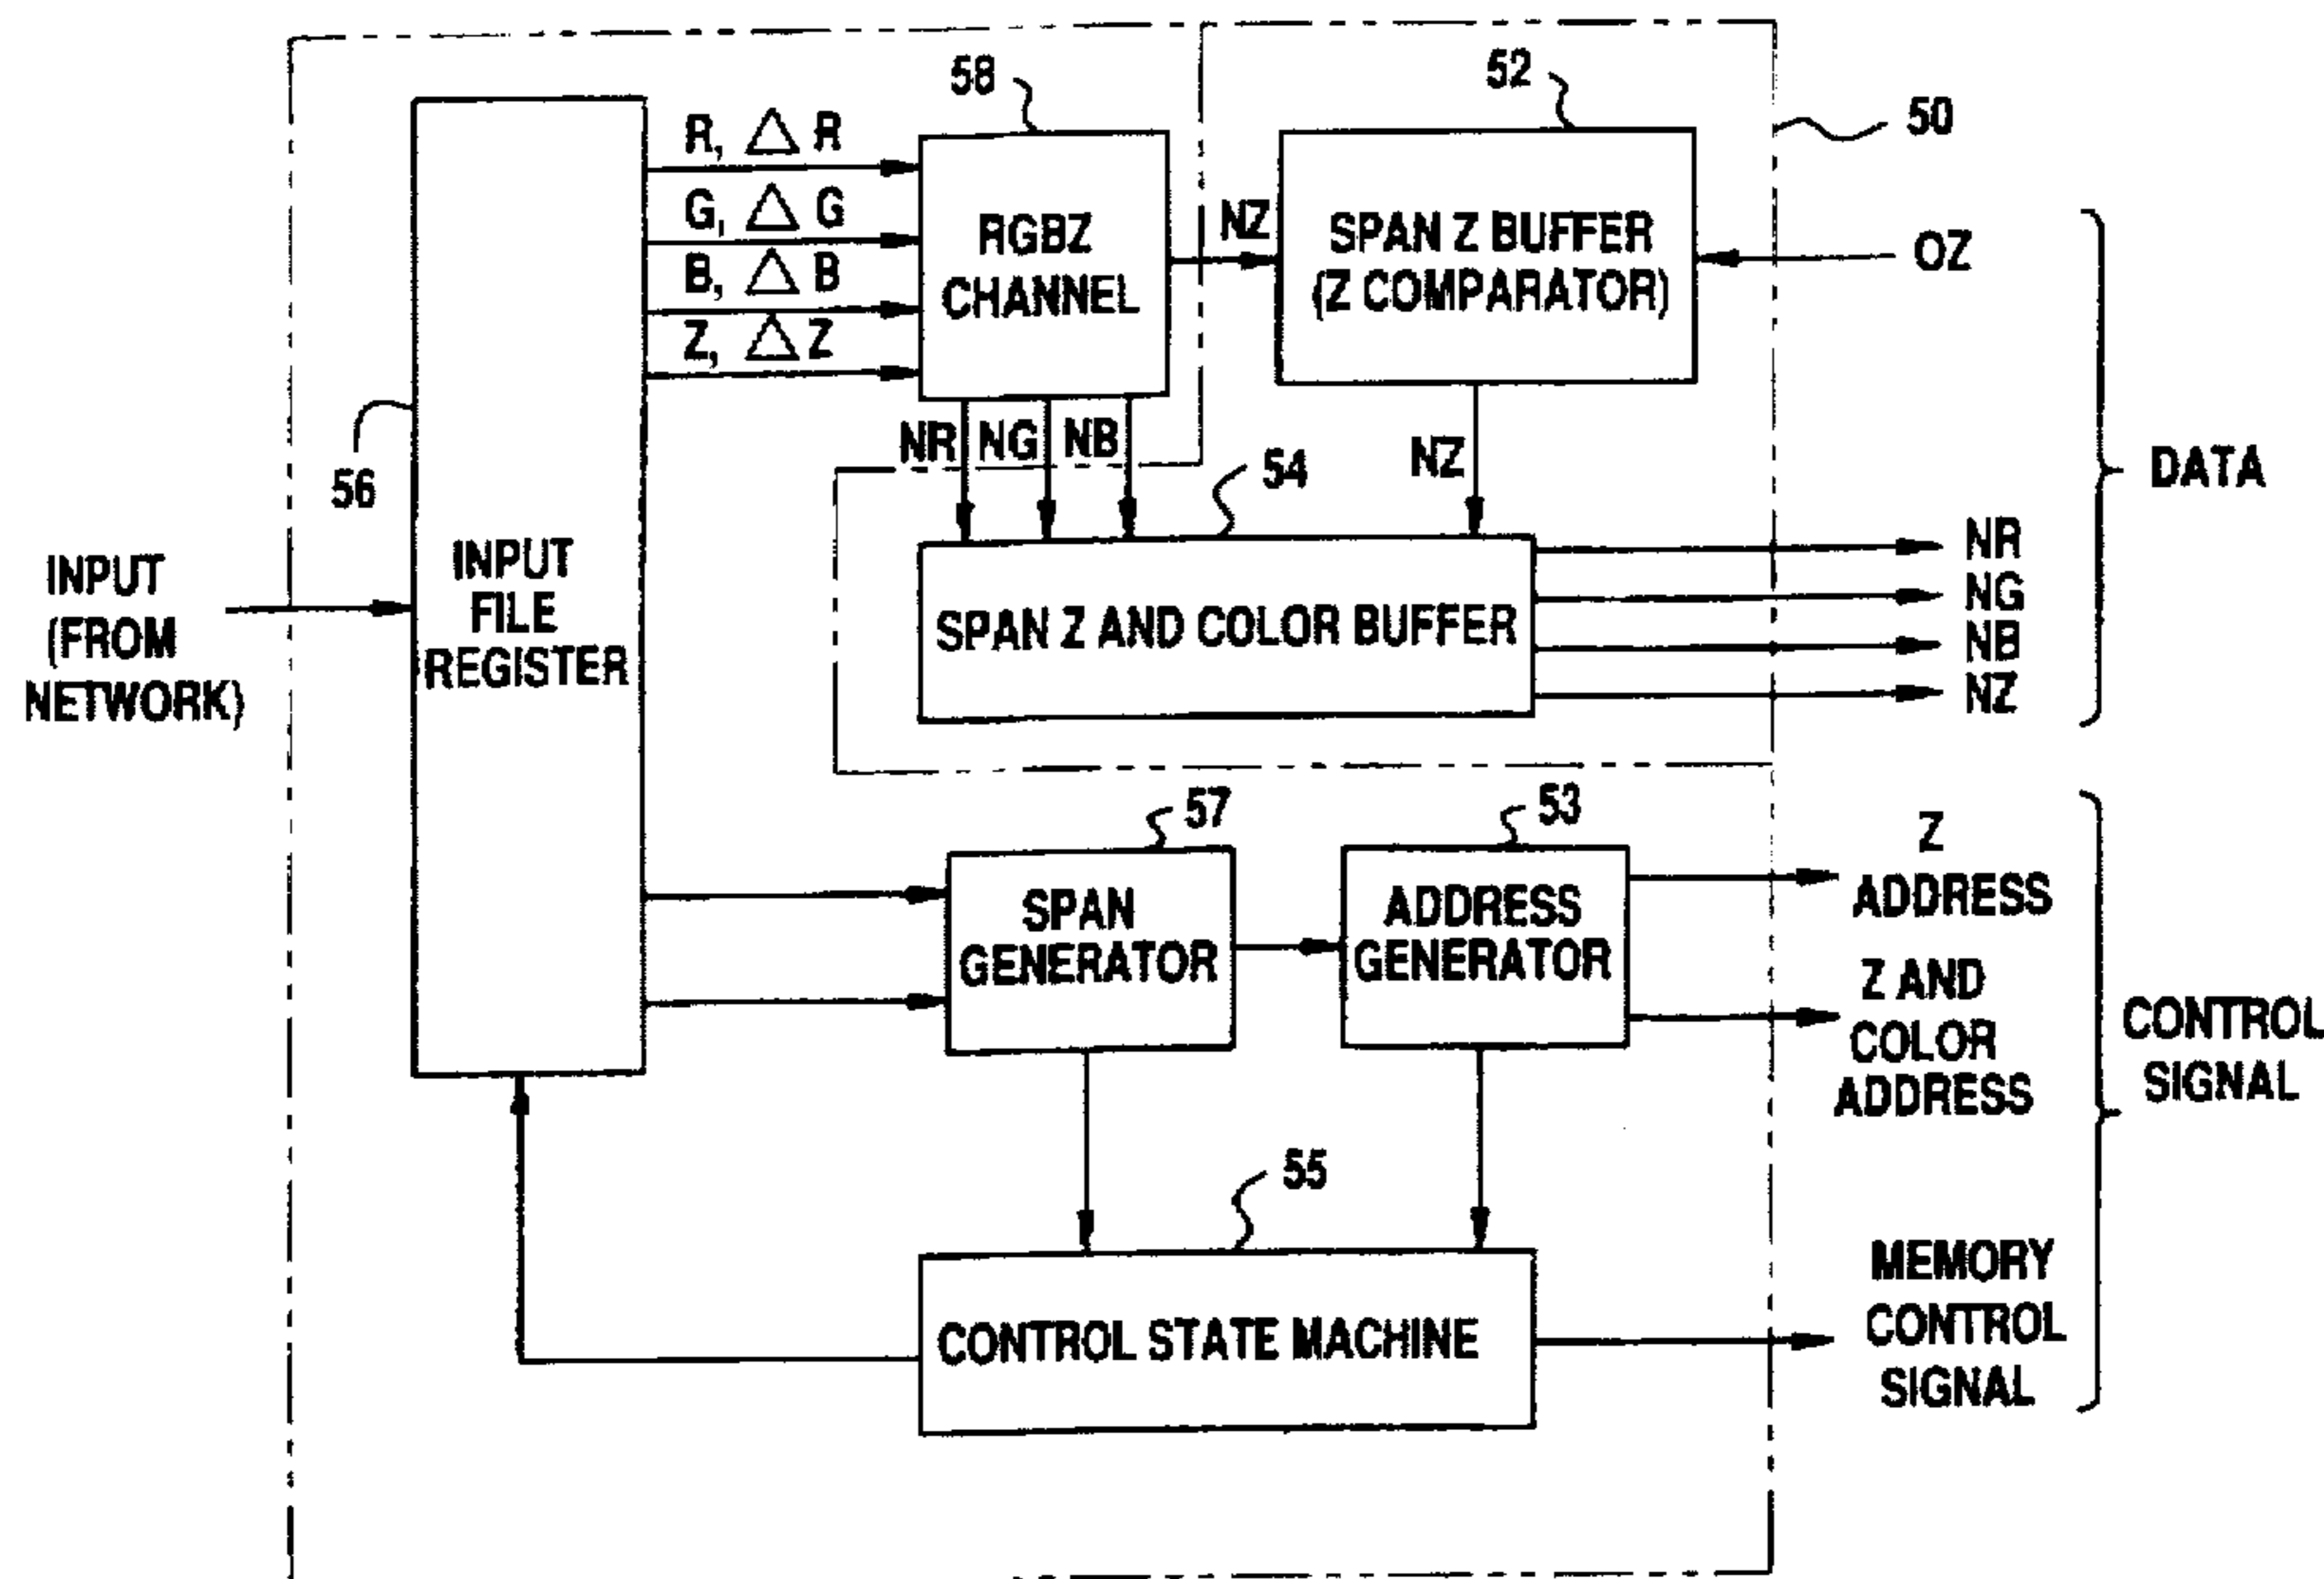 58
52
50
R, △ R
G, △ G
B, △ B
Z, △ Z
RGBZ
CHANNEL
NZ
SPAN Z BUFFER
(Z COMPARATOR)
OZ
NR NG NB
NZ
54
56
DATA
INPUT
(FROM
NETWORK)
INPUT
FILE
REGISTER
SPAN Z AND COLOR BUFFER
NR
NG
NB
NZ
57
53
SPAN
GENERATOR
ADDRESS
GENERATOR
Z
ADDRESS
Z AND
COLOR
ADDRESS
CONTROL
SIGNAL
55
CONTROL STATE MACHINE
MEMORY
CONTROL
SIGNAL